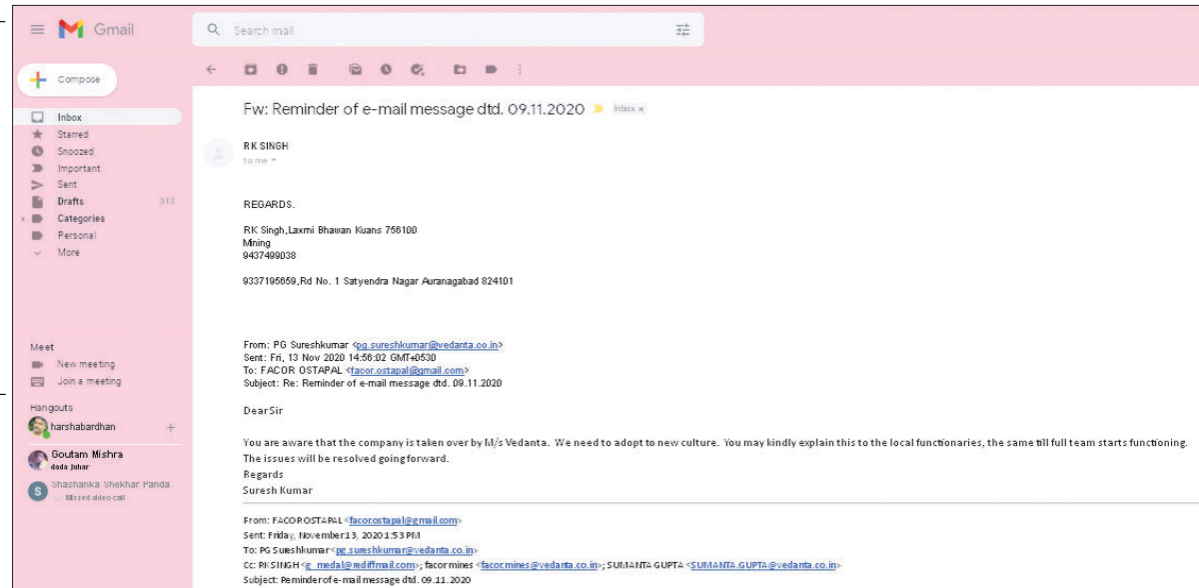 Gmail
Search mail
Compose
Inbox
Starred
Snoozed
Important
Sent
Drafts 312
Categories
Personal
More
Meet
New meeting
Join a meeting
Hangouts
harshabardhan
Goutam Mishra
dada Juhar
Shashanka Shekhar Panda
Missed video call
Fw: Reminder of e-mail message dtd. 09.11.2020 Inbox x
RK SINGH
to me
REGARDS.
RK Singh,Laxmi Bhawan Kuans 756100
Mining
9437499038
9337195659,Rd No. 1 Satyendra Nagar Auranagabad 824101
From: PG Sureshkumar <pg.sureshkumar@vedanta.co.in>
Sent: Fri, 13 Nov 2020 14:56:02 GMT+0530
To: FACOR OSTAPAL <facor.ostapal@gmail.com>
Subject: Re: Reminder of e-mail message dtd. 09.11.2020
Dear Sir
You are aware that the company is taken over by M/s Vedanta. We need to adopt to new culture. You may kindly explain this to the local functionaries, the same till full team starts functioning.
The issues will be resolved going forward.
Regards
Suresh Kumar
From: FACOR OSTAPAL <facor.ostapal@gmail.com>
Sent: Friday, November 13, 2020 1:53 PM
To: PG Sureshkumar <pg.sureshkumar@vedanta.co.in>
Cc: RK SINGH <g_medal@rediffmail.com>; facor mines <facor.mines@vedanta.co.in>; SUMANTA GUPTA <SUMANTA.GUPTA@vedanta.co.in>
Subject: Reminder of e-mail message dtd. 09.11.2020